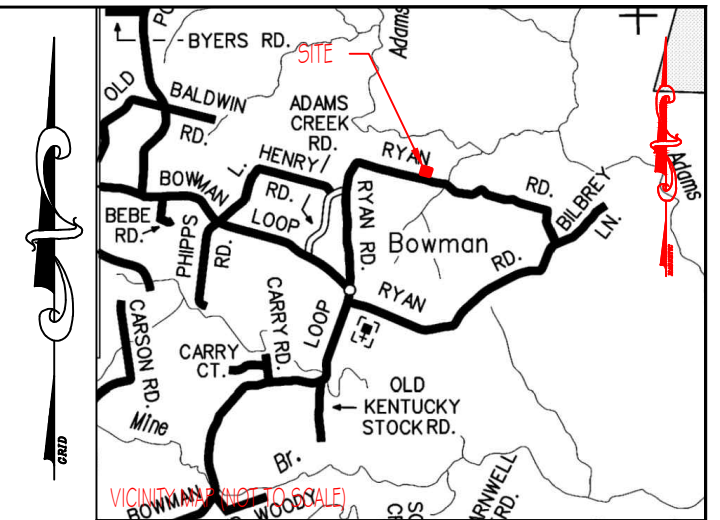 PO
BYERS RD.
Adams
SITE
OLD
BALDWIN
RD.
ADAMS
CREEK
RD.
RYAN
HENRY
L.
RD.
BOWMAN
LOOP
RYAN RD.
RD.
BILBREY
LN.
Adams
BEBE
RD.
PHIPPS
RD.
Bowman
RD.
RYAN
CARSON RD.
CARRY RD.
LOOP
CARRY
CT.
OLD
KENTUCKY
STOCK RD.
Mine
Br.
GRID
VICINITY MAP (NOT TO SCALE)
BOWMAN
WOODY
RD.